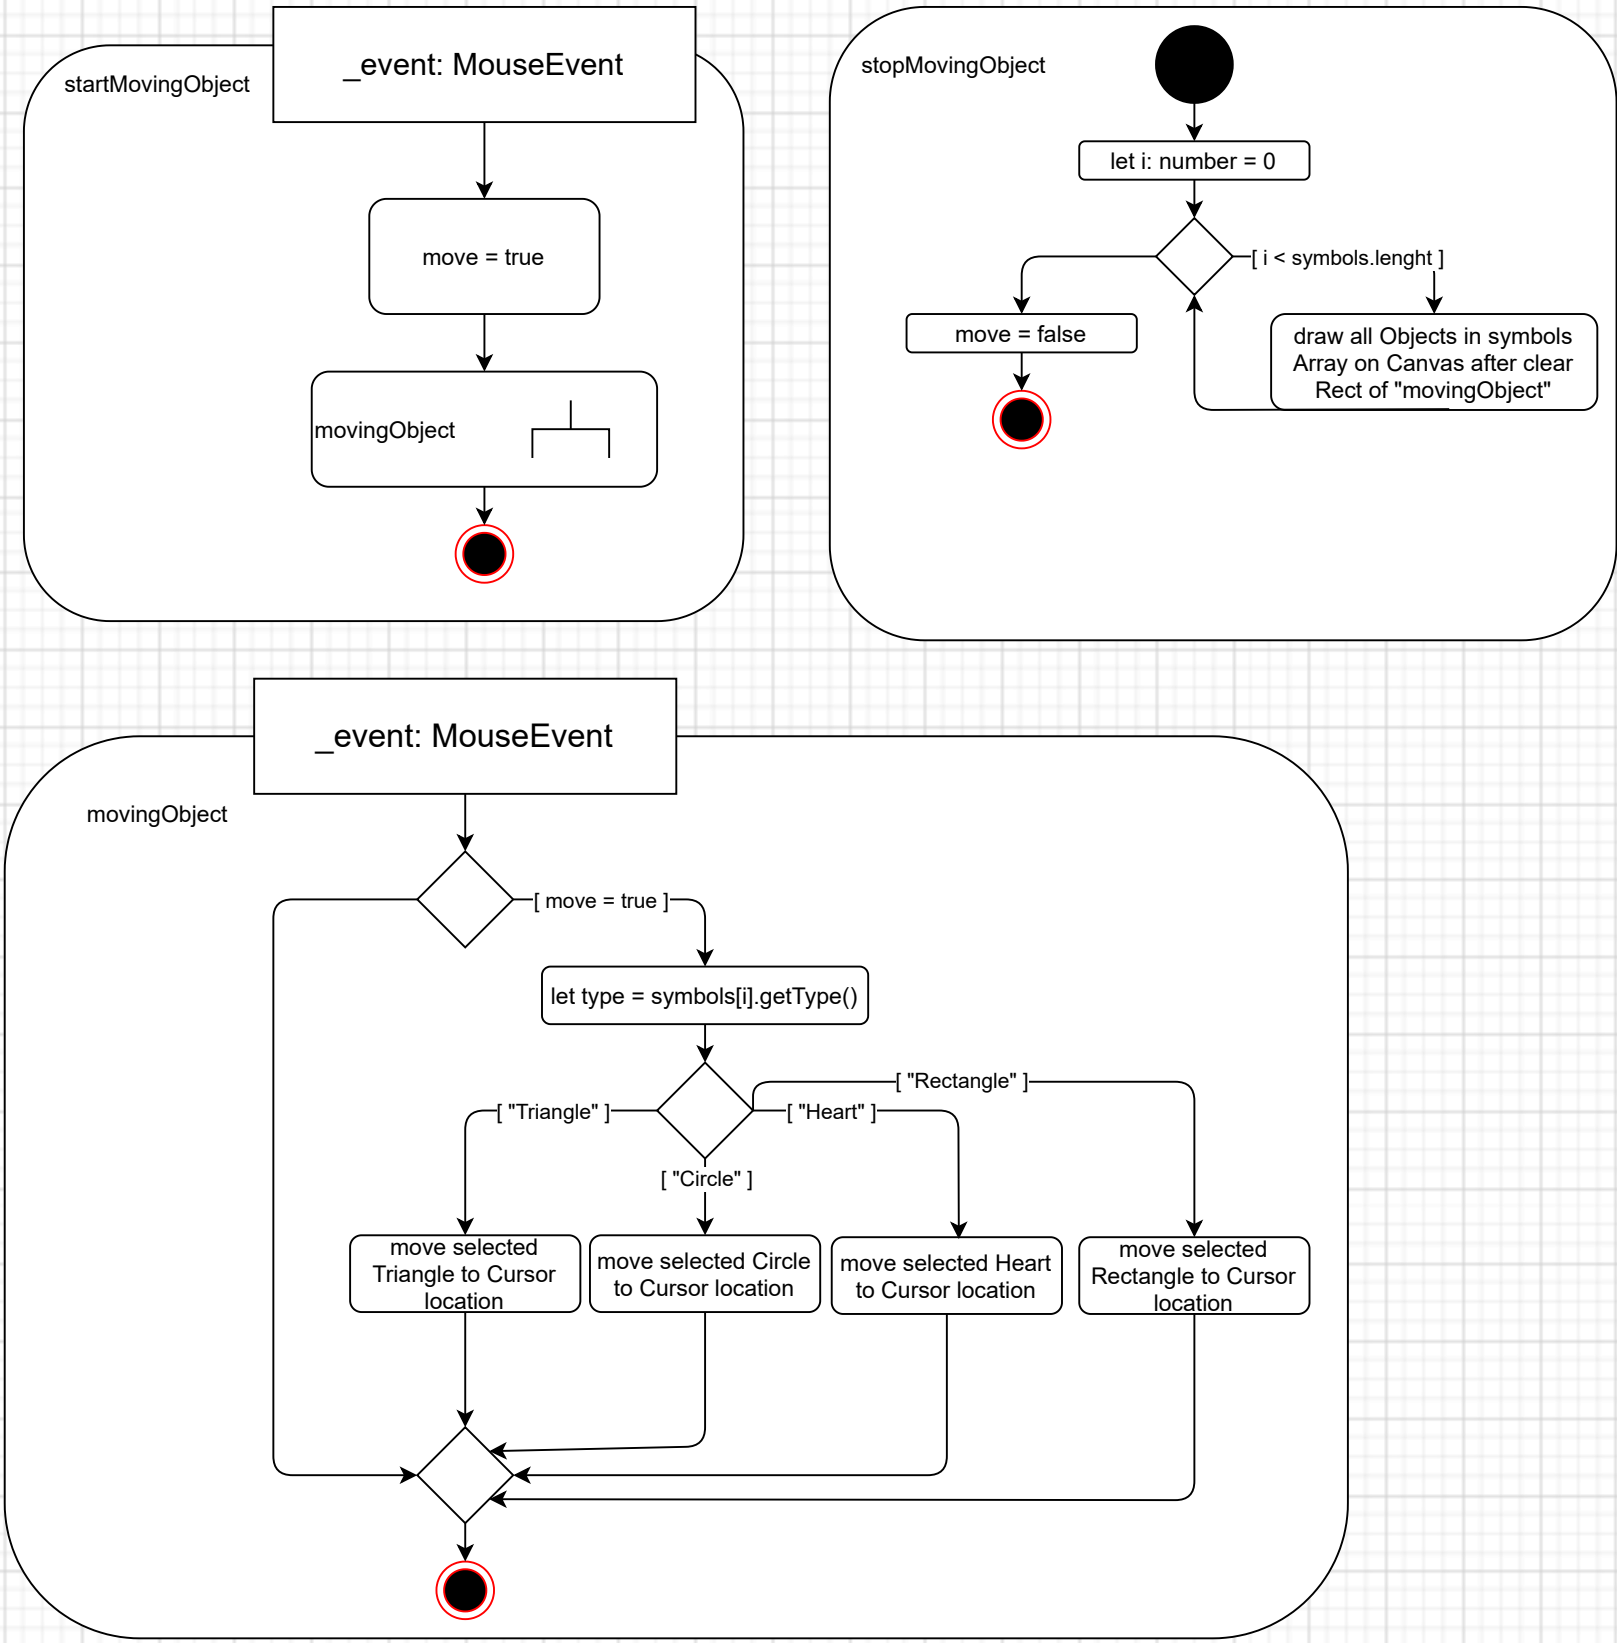 startMovingObject
_event: MouseEvent
move = true
movingObject
stopMovingObject
let i: number = 0
[ i < symbols.lenght ]
move = false
draw all Objects in symbols
Array on Canvas after clear
Rect of "movingObject"
_event: MouseEvent
movingObject
[ move = true ]
let type = symbols[i].getType()
[ "Rectangle" ]
[ "Triangle" ]
[ "Heart" ]
[ "Circle" ]
move selected
Triangle to Cursor
location
move selected Circle
to Cursor location
move selected Heart
to Cursor location
move selected
Rectangle to Cursor
location